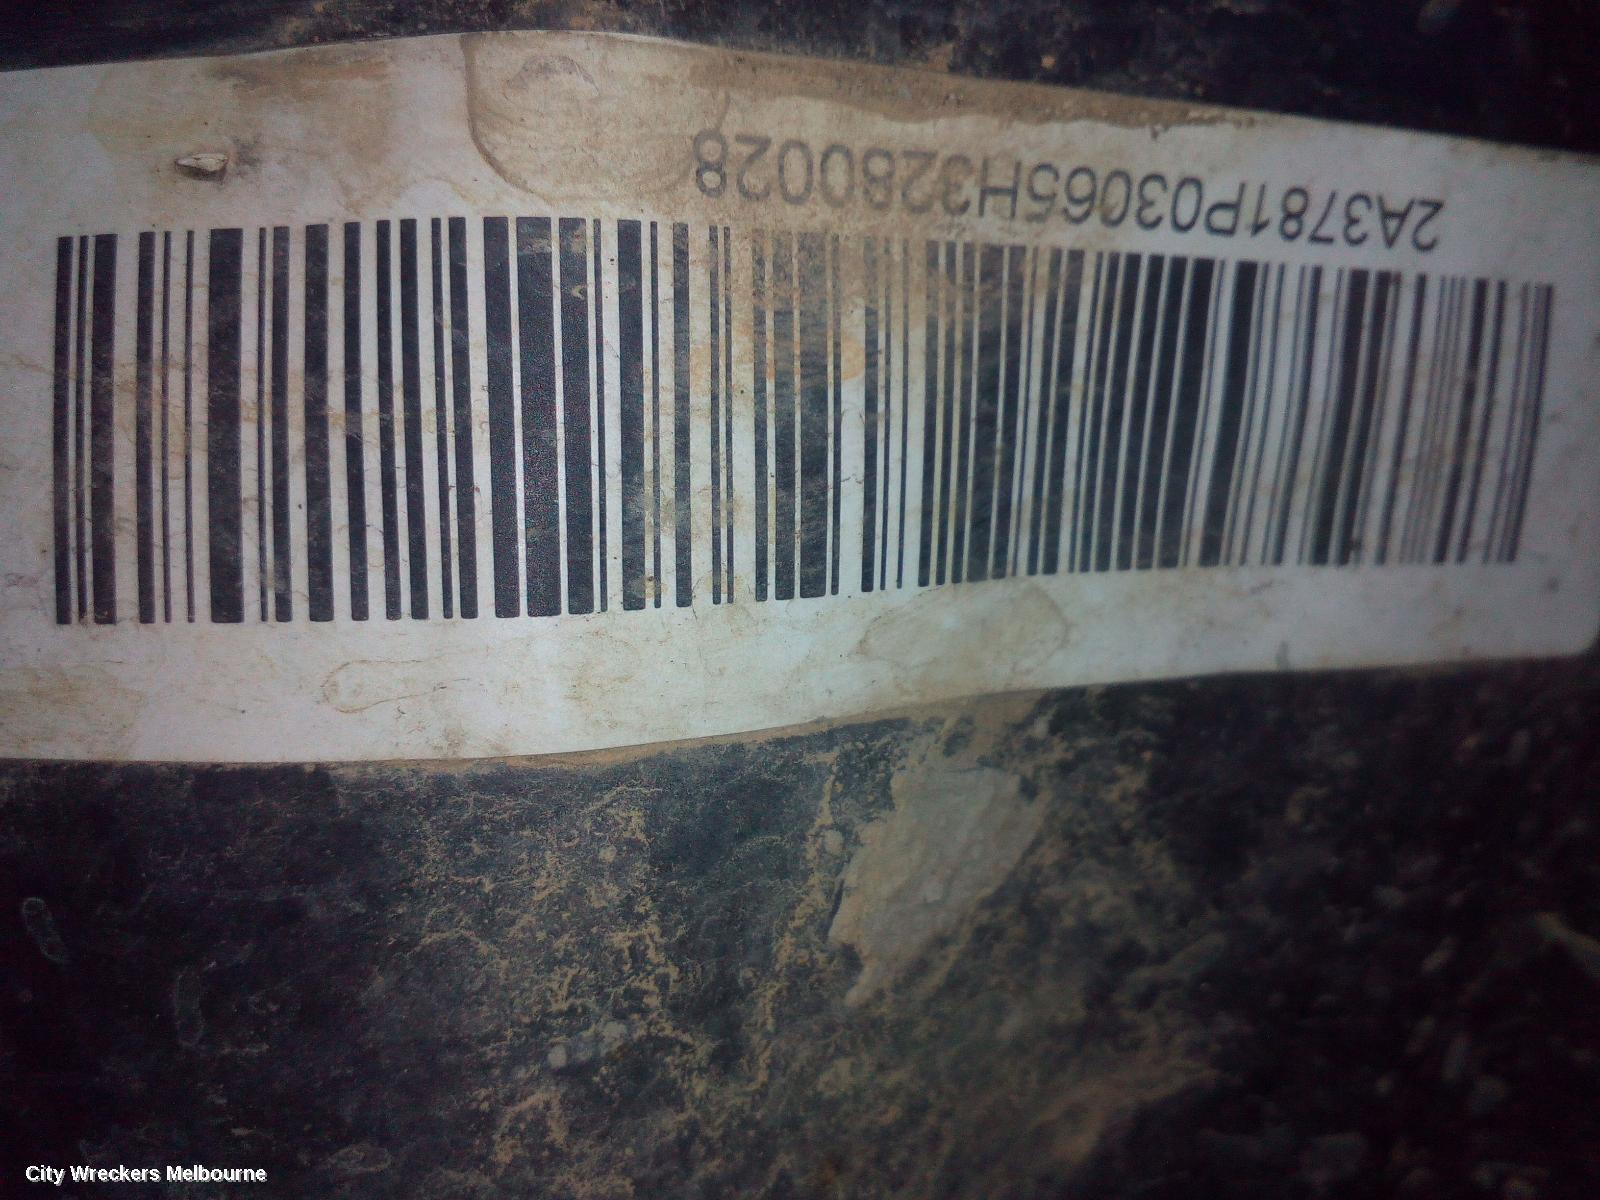 2A3781P03065H3280028
City Wreckers Melbourne